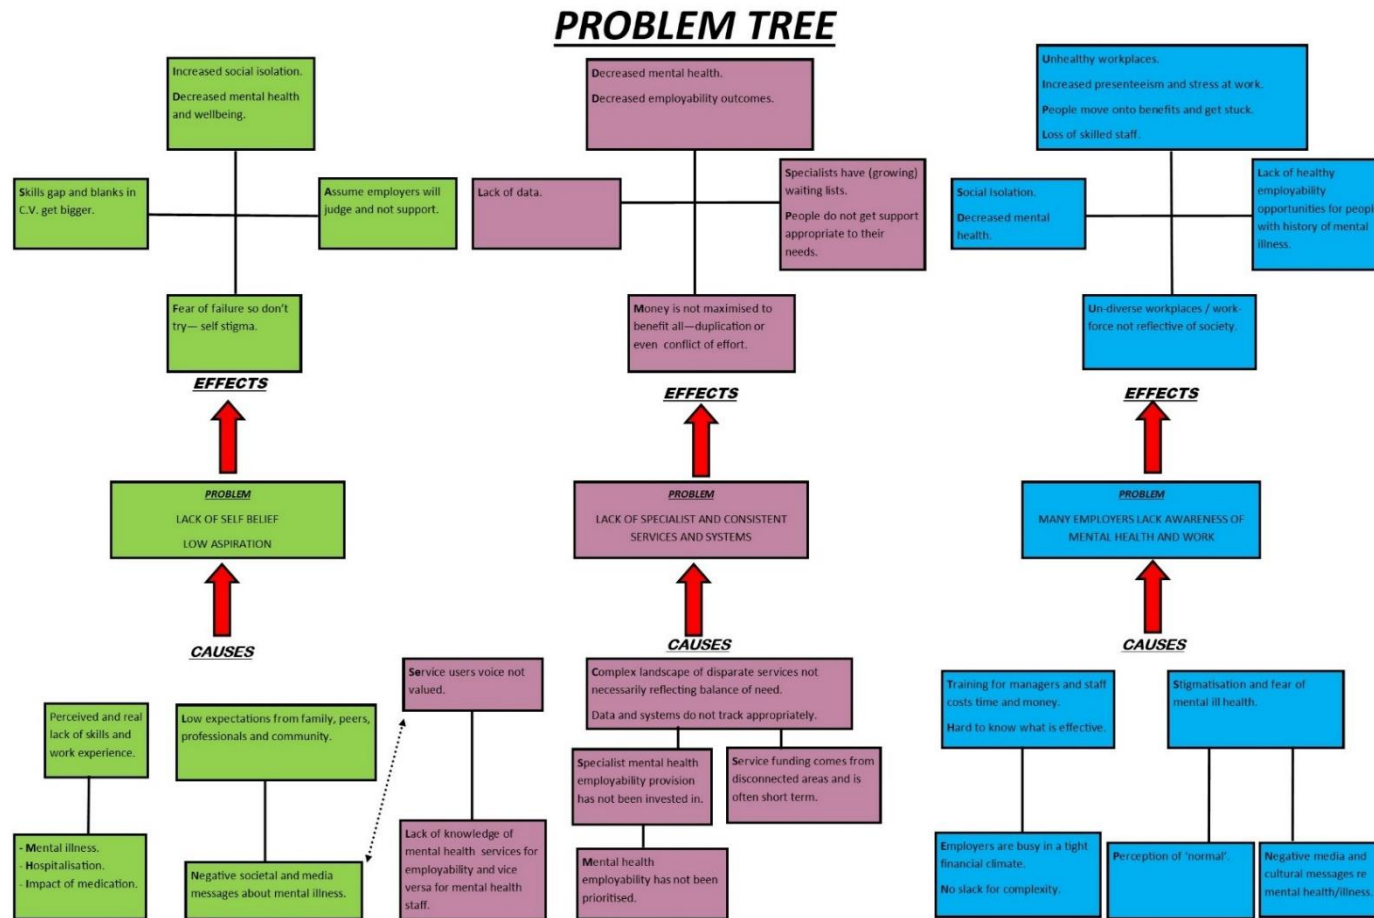 PROBLEM TREE
Increased social isolation.
Decreased mental health
and wellbeing.
Skills gap and blanks in
C.V. get bigger.
Assume employers will
judge and not support.
Fear of failure so don't
try— self stigma.
EFFECTS
PROBLEM
LACK OF SELF BELIEF
LOW ASPIRATION
CAUSES
Perceived and real
lack of skills and
work experience.
- Mental illness.
- Hospitalisation.
- Impact of medication.
Low expectations from family, peers,
professionals and community.
Negative societal and media
messages about mental illness.
Decreased mental health.
Decreased employability outcomes.
Lack of data.
Specialists have (growing)
waiting lists.
People do not get support
appropriate to their
needs.
Money is not maximised to
benefit all—duplication or
even conflict of effort.
EFFECTS
PROBLEM
LACK OF SPECIALIST AND CONSISTENT
SERVICES AND SYSTEMS
CAUSES
Service users voice not
valued.
Lack of knowledge of
mental health services for
employability and vice
versa for mental health
staff.
Complex landscape of disparate services not
necessarily reflecting balance of need.
Data and systems do not track appropriately.
Specialist mental health
employability provision
has not been invested in.
Service funding comes from
disconnected areas and is
often short term.
Mental health
employability has not been
prioritised.
Unhealthy workplaces.
Increased presenteeism and stress at work.
People move onto benefits and get stuck.
Loss of skilled staff.
Social Isolation.
Decreased mental
health.
Lack of healthy
employability
opportunities for people
with history of mental
illness.
Un-diverse workplaces / work-
force not reflective of society.
EFFECTS
PROBLEM
MANY EMPLOYERS LACK AWARENESS OF
MENTAL HEALTH AND WORK
CAUSES
Training for managers and staff
costs time and money.
Hard to know what is effective.
Employers are busy in a tight
financial climate.
No slack for complexity.
Stigmatisation and fear of
mental ill health.
Perception of 'normal'.
Negative media and
cultural messages re
mental health/illness.